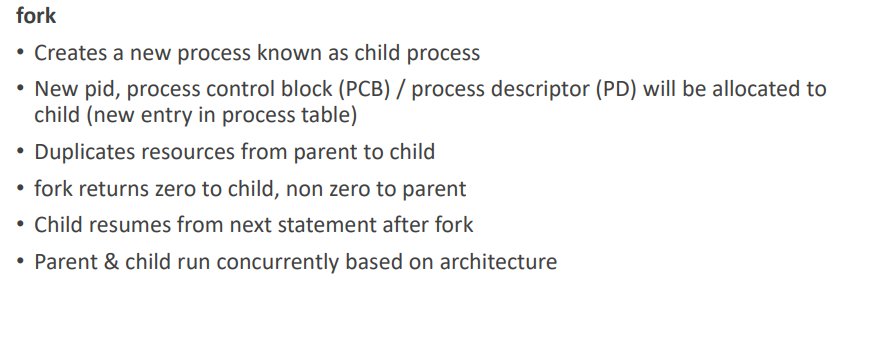 fork
• Creates a new process known as child process
• New pid, process control block (PCB) / process descriptor (PD) will be allocated to
child (new entry in process table)
• Duplicates resources from parent to child
• fork returns zero to child, non zero to parent
• Child resumes from next statement after fork
• Parent & child run concurrently based on architecture